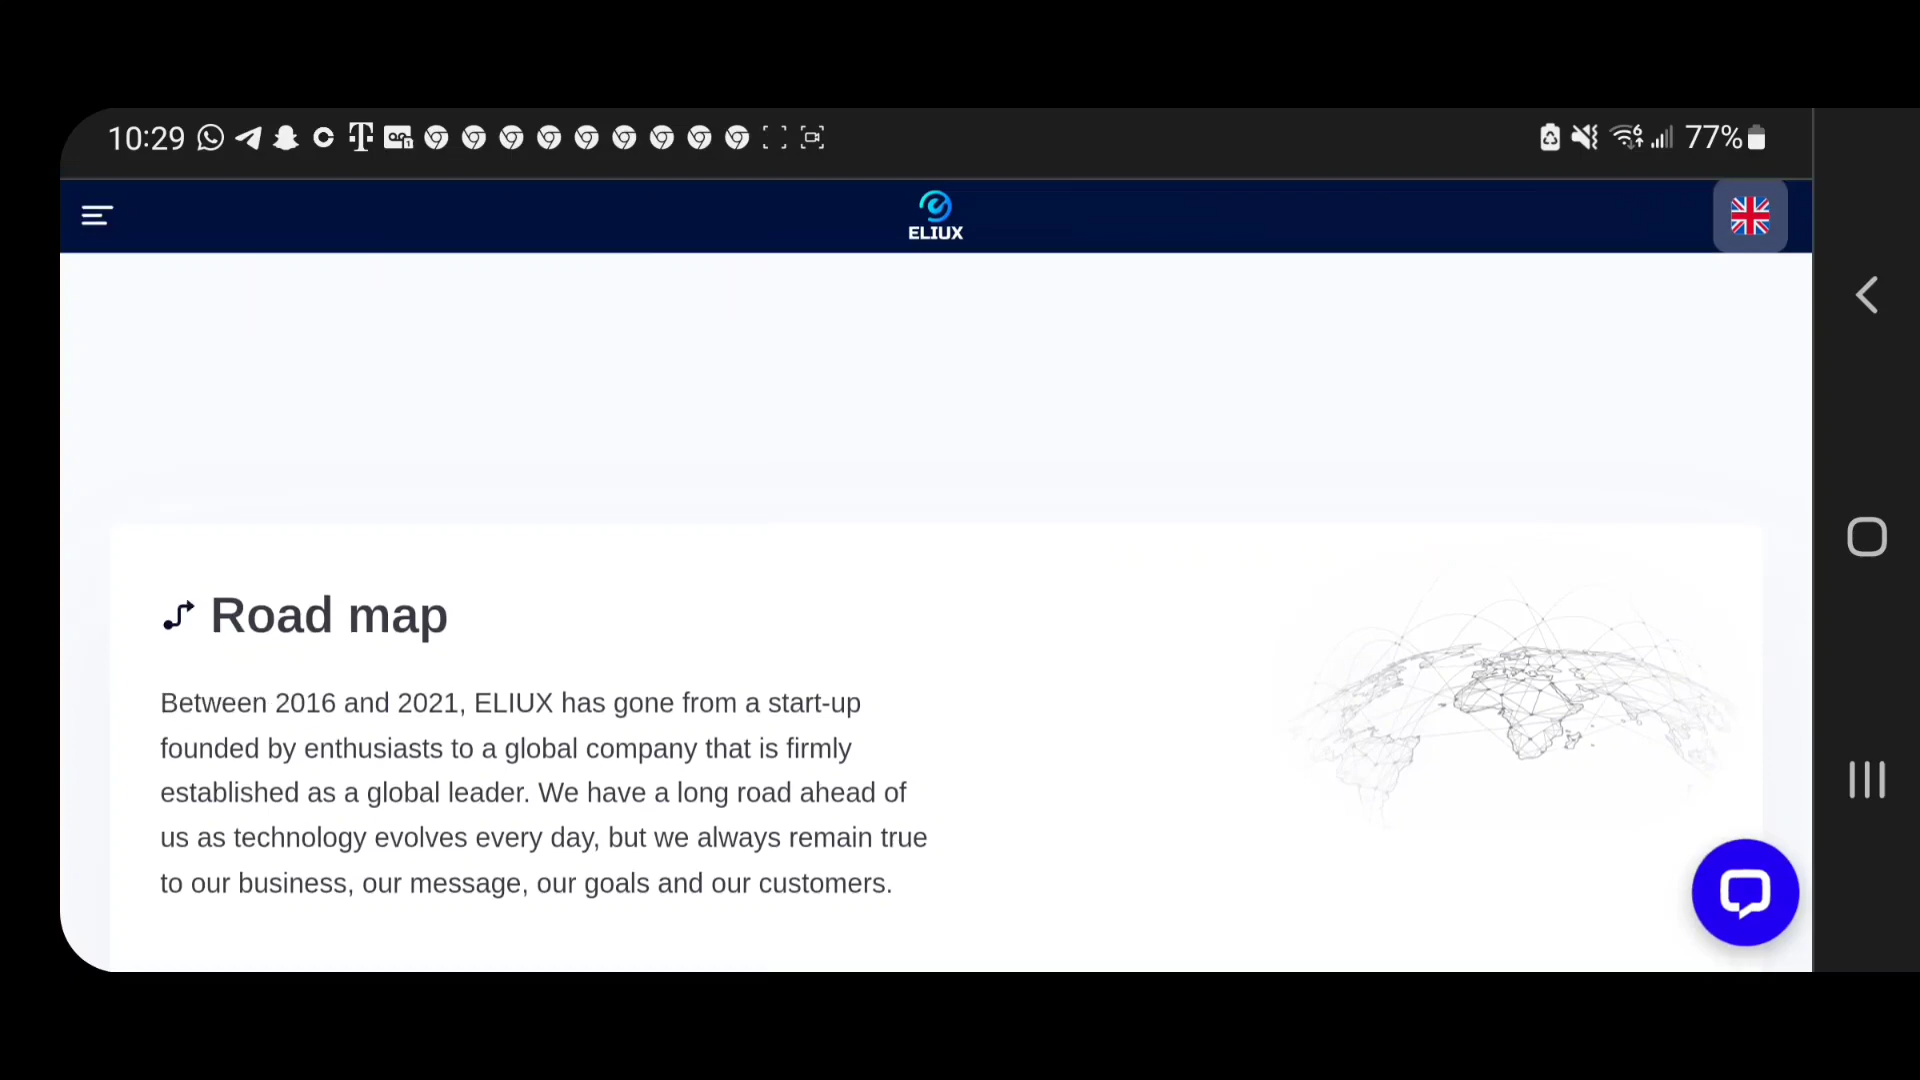 10:29
77%
ELIUX
Road map
Between 2016 and 2021, ELIUX has gone from a start-up
founded by enthusiasts to a global company that is firmly
established as a global leader. We have a long road ahead of
us as technology evolves every day, but we always remain true
to our business, our message, our goals and our customers.